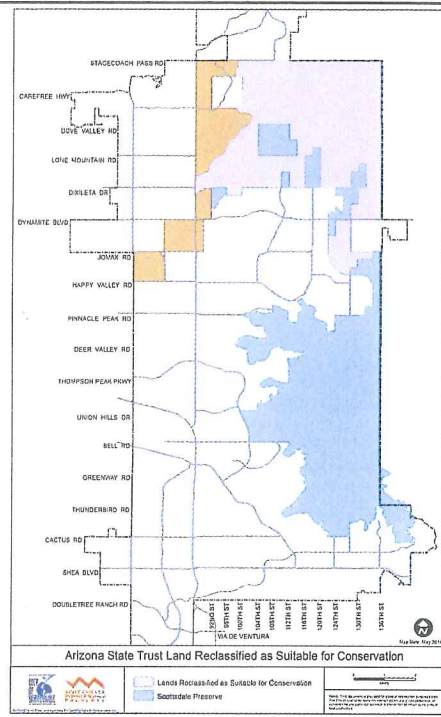 STAGECOACH PASS RD
CAREFREE HWY
DOVE VALLEY RD
LONE MOUNTAIN RD
DIXILETA DR
DYNAMITE BLVD
JOMAX RD
HAPPY VALLEY RD
PINNACLE PEAK RD
DEER VALLEY RD
THOMPSON PEAK PKWY
UNION HILLS DR
BELL RD
GREENWAY RD
THUNDERBIRD RD
CACTUS RD
SHEA BLVD
DOUBLETREE RANCH RD
92ND ST
96TH ST
100TH ST
104TH ST
108TH ST
112TH ST
118TH ST
120TH ST
124TH ST
130TH ST
136TH ST
VIA DE VENTURA
Arizona State Trust Land Reclassified as Suitable for Conservation
Lands Reclassified as Suitable for Conservation
Scottsdale Preserve